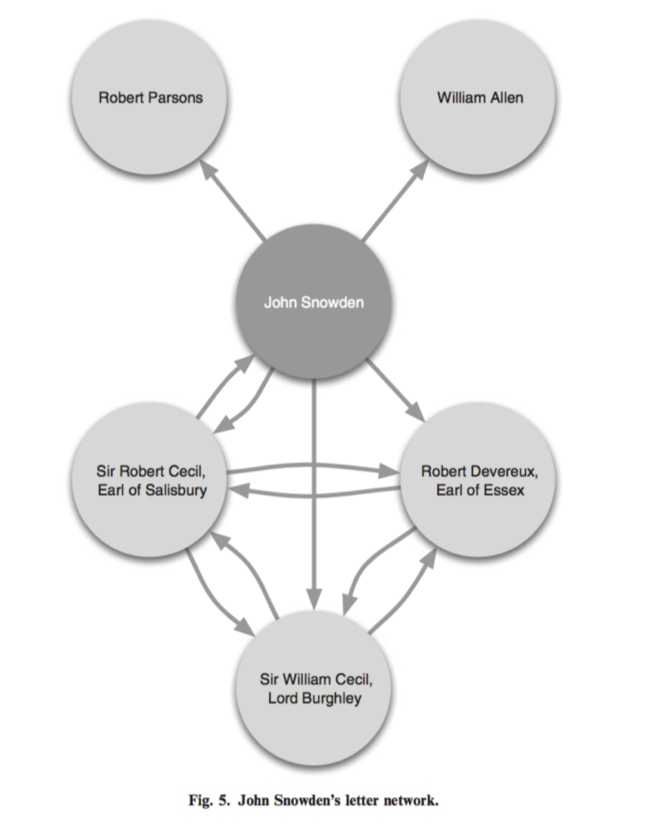 Robert Parsons
William Allen
John Snowden
Sir Robert Cecil,
Earl of Salisbury
Robert Devereux,
Earl of Essex
Sir William Cecil,
Lord Burghley
Fig. 5. John Snowden's letter network.